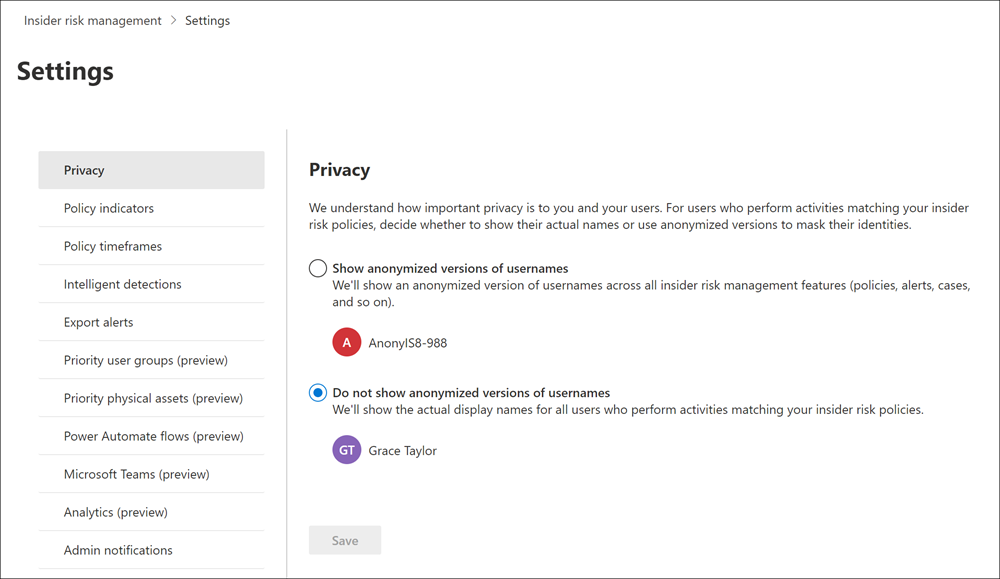 Insider risk management > Settings
Settings
Privacy
Policy indicators
Policy timeframes
Intelligent detections
Export alerts
Priority user groups (preview)
Priority physical assets (preview)
Power Automate flows (preview)
Microsoft Teams (preview)
Analytics (preview)
Admin notifications
Privacy
We understand how important privacy is to you and your users. For users who perform activities matching your insider
risk policies, decide whether to show their actual names or use anonymized versions to mask their identities.
Show anonymized versions of usernames
We'll show an anonymized version of usernames across all insider risk management features (policies, alerts, cases,
and so on).
A AnonyIS8-988
Do not show anonymized versions of usernames
We'll show the actual display names for all users who perform activities matching your insider risk policies.
GT Grace Taylor
Save